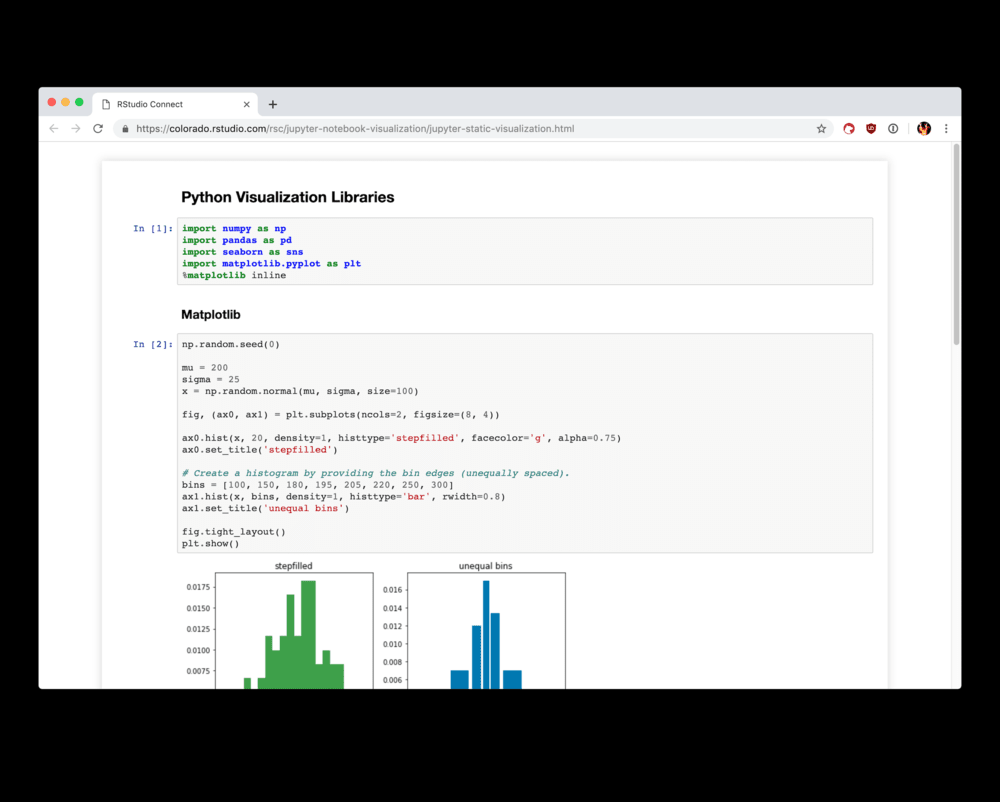 RStudio Connect
https://colorado.rstudio.com/rsc/jupyter-notebook-visualization/jupyter-static-visualization.html
Python Visualization Libraries
In [1]:
import numpy as np
import pandas as pd
import seaborn as sns
import matplotlib.pyplot as plt
%matplotlib inline
Matplotlib
In [2]:
np.random.seed(0)
mu = 200
sigma = 25
x = np.random.normal(mu, sigma, size=100)
fig, (ax0, ax1) = plt.subplots(ncols=2, figsize=(8, 4))
ax0.hist(x, 20, density=1, histtype='stepfilled', facecolor='g', alpha=0.75)
ax0.set_title('stepfilled')
# Create a histogram by providing the bin edges (unequally spaced).
bins = [100, 150, 180, 195, 205, 220, 250, 300]
ax1.hist(x, bins, density=1, histtype='bar', rwidth=0.8)
ax1.set_title('unequal bins')
fig.tight_layout()
plt.show()
stepfilled
0.0175
0.0150
0.0125
0.0100
0.0075
unequal bins
0.016
0.014
0.012
0.010
0.008
0.006